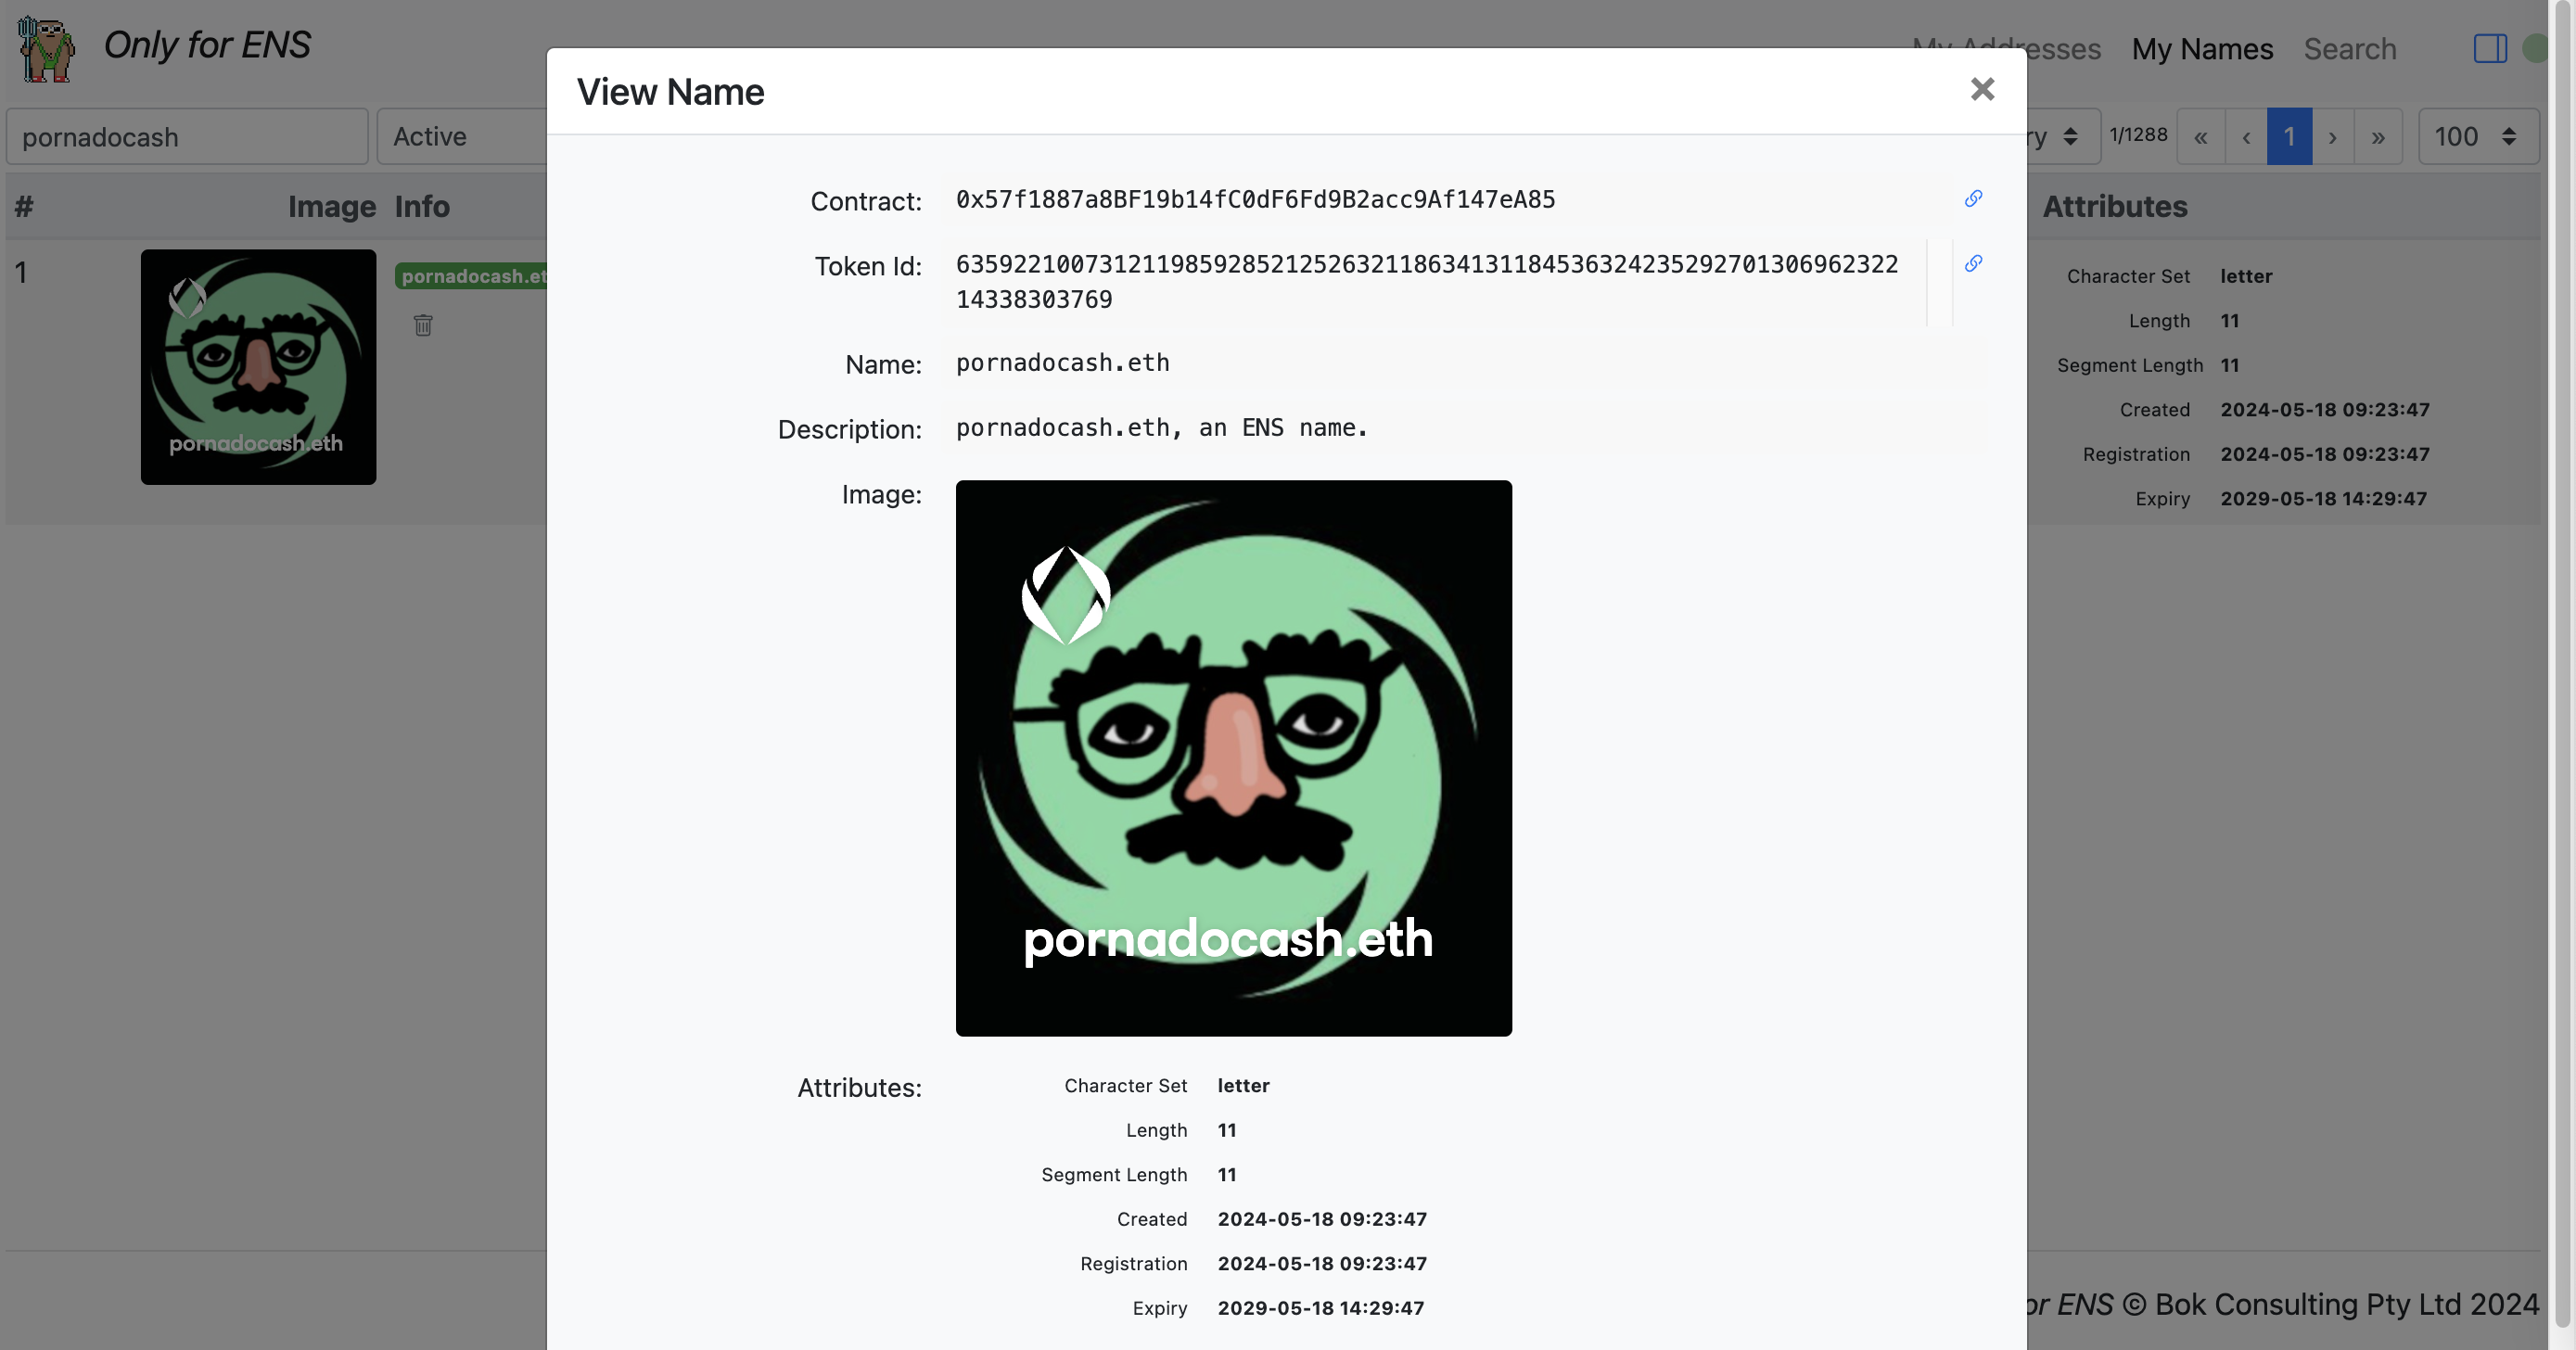 Only for ENS
My Addresses My Names Search
pornadocash
Active
1/1288 « ‹ 1 › » 100
# Image Info
Attributes
1
pornadocash.eth
pornadocash.et
Character Set letter
Length 11
Segment Length 11
Created 2024-05-18 09:23:47
Registration 2024-05-18 09:23:47
Expiry 2029-05-18 14:29:47
View Name
Contract: 0x57f1887a8BF19b14fC0dF6Fd9B2acc9Af147eA85
Token Id: 635922100731211985928521252632118634131184536324235292701306962322
14338303769
Name: pornadocash.eth
Description: pornadocash.eth, an ENS name.
Image:
pornadocash.eth
Attributes:
Character Set letter
Length 11
Segment Length 11
Created 2024-05-18 09:23:47
Registration 2024-05-18 09:23:47
Expiry 2029-05-18 14:29:47
or ENS © Bok Consulting Pty Ltd 2024